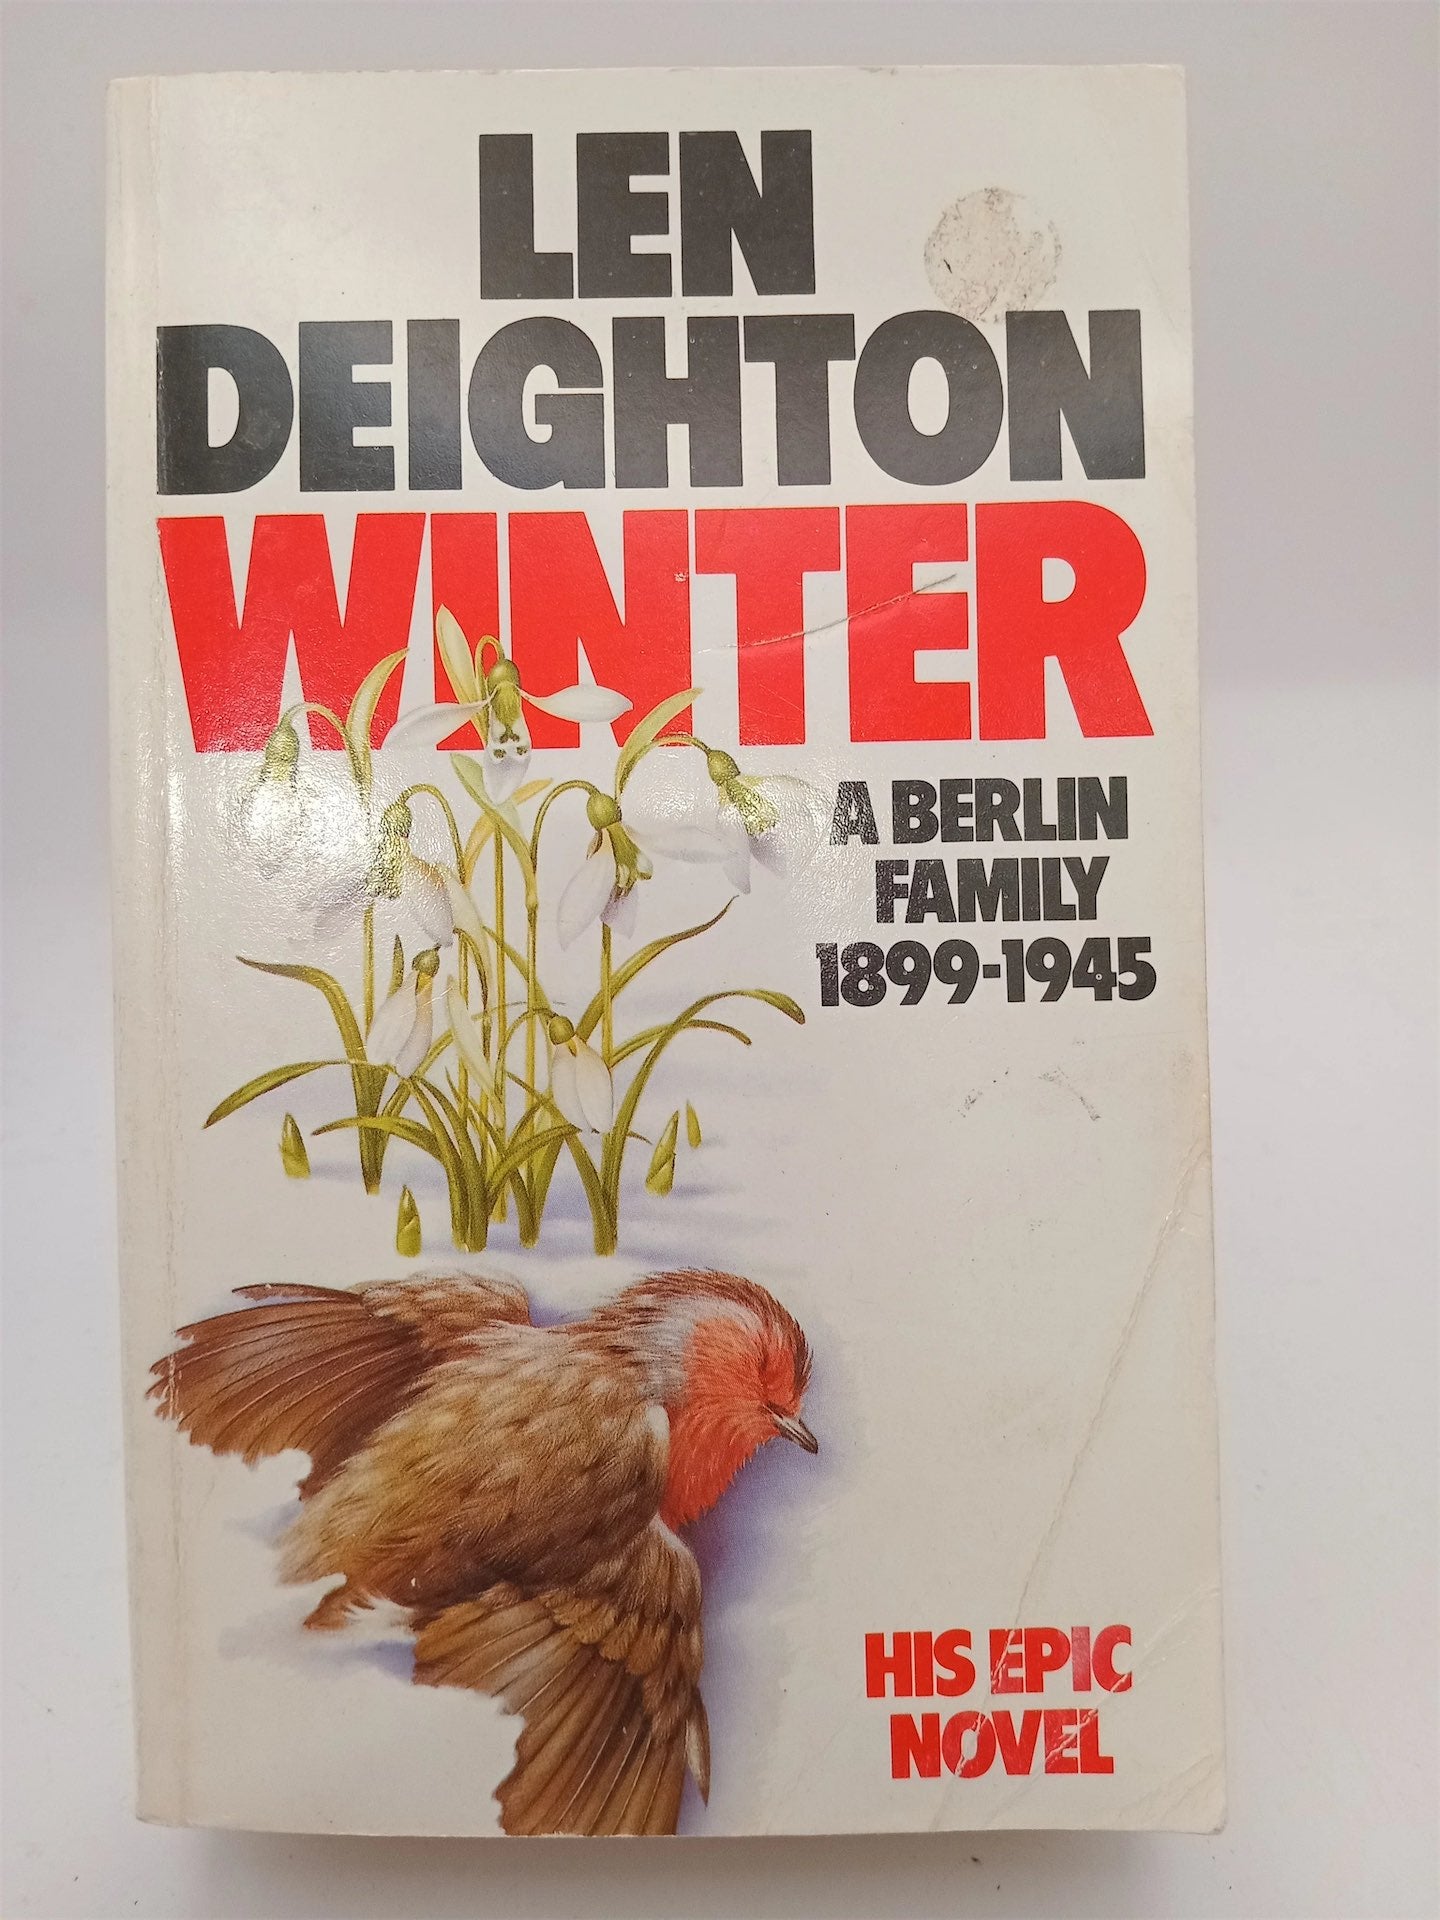 LEN
DEIGHTON
WINTER
A BERLIN
FAMILY
1899-1945
HIS EPIC
NOVEL